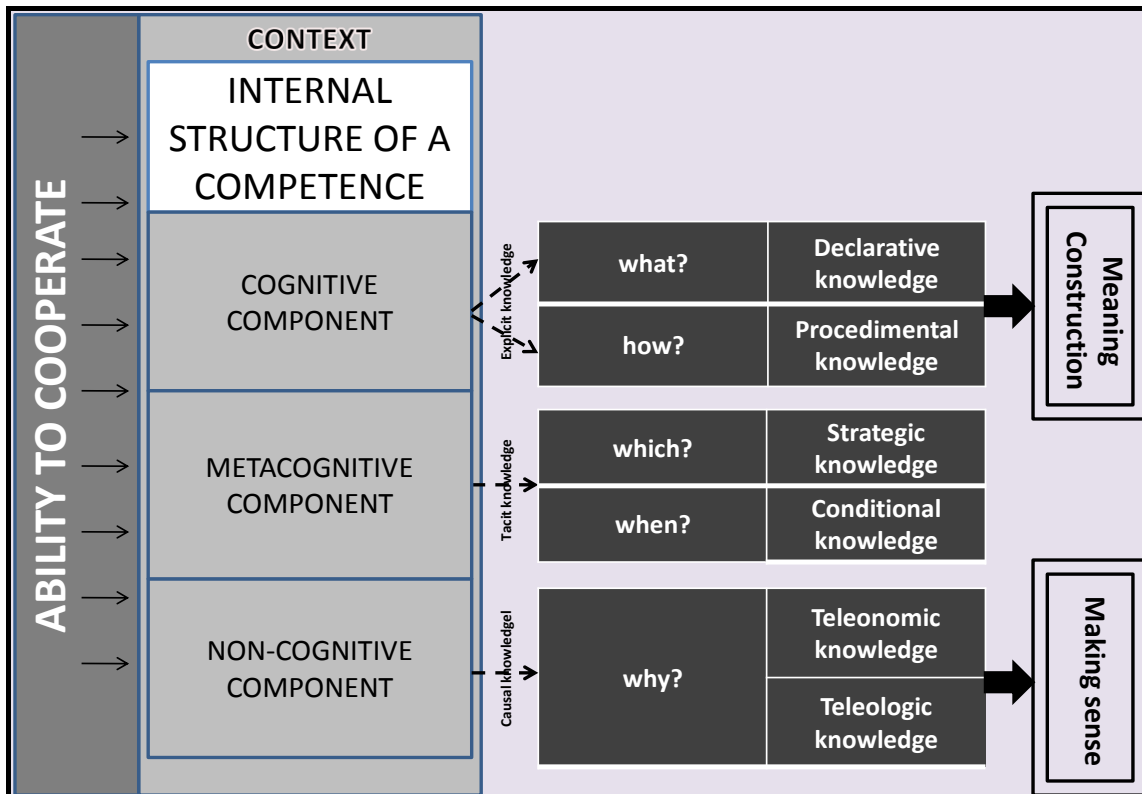 ABILITY TO COOPERATE
CONTEXT
INTERNAL
STRUCTURE OF A
COMPETENCE
COGNITIVE
COMPONENT
Explicit knowledge
what?
Declarative
knowledge
how?
Procedimental
knowledge
Meaning
Construction
METACOGNITIVE
COMPONENT
Tacit knowledge
which?
Strategic
knowledge
when?
Conditional
knowledge
NON-COGNITIVE
COMPONENT
Causal knowledgel
why?
Teleonomic
knowledge
Teleologic
knowledge
Making sense